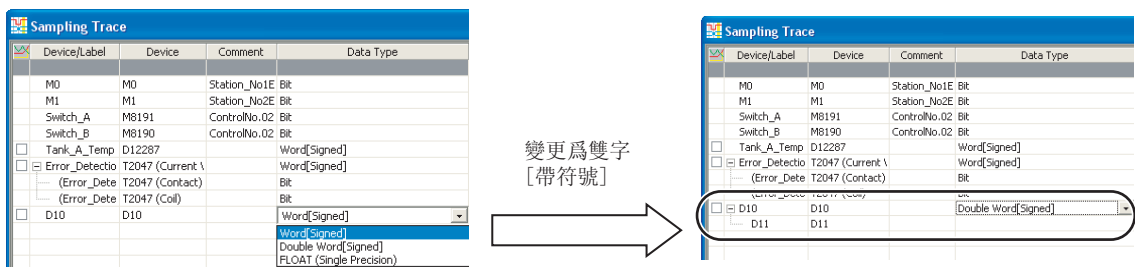 Sampling Trace
Device/Label Device Comment Data Type
M0 M0 Station_No1E Bit
M1 M1 Station_No2E Bit
Switch_A M8191 ControlNo.02 Bit
Switch_B M8190 ControlNo.02 Bit
Tank_A_Temp D12287 Word[Signed]
Error_Detectio T2047 (Current \ Word[Signed]
(Error_Dete T2047 (Contact) Bit
(Error_Dete T2047 (Coil) Bit
D10 D10 Word[Signed]
Word[Signed]
Double Word[Signed]
FLOAT (Single Precision)
變更爲雙字
[帶符號]
Sampling Trace
Device/Label Device Comment Data Type
M0 M0 Station_No1E Bit
M1 M1 Station_No2E Bit
Switch_A M8191 ControlNo.02 Bit
Switch_B M8190 ControlNo.02 Bit
Tank_A_Temp D12287 Word[Signed]
Error_Detectio T2047 (Current \ Word[Signed]
(Error_Dete T2047 (Contact) Bit
(Error_Dete T2047 (Coil) Bit
D10 D10 Double Word[Signed]
D11 D11